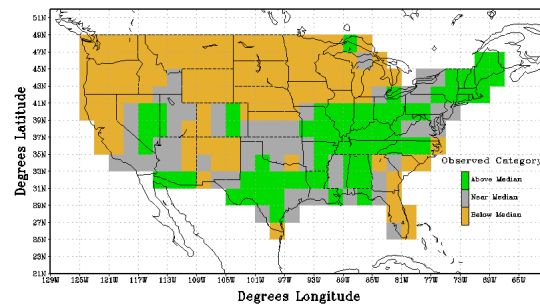 51N
49N
47N
45N
43N
41N
39N
37N
35N
33N
31N
29N
27N
25N
23N
21N
Degrees Latitude
Observed Category
Above Median
Near Median
Below Median
129W 125W 121W 117W 113W 109W 105W 101W 97W 93W 89W 85W 81W 77W 73W 69W 65W
Degrees Longitude